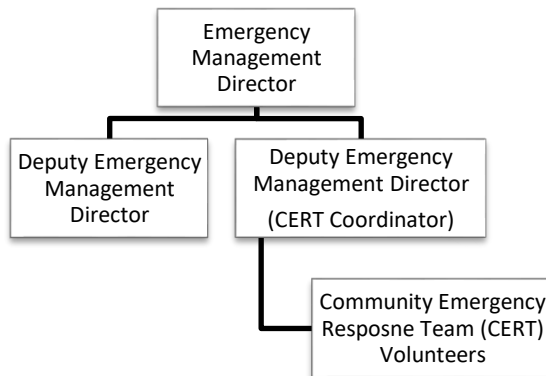 Emergency
Management
Director
Deputy Emergency
Management
Director
Deputy Emergency
Management Director
(CERT Coordinator)
Community Emergency
Resposne Team (CERT)
Volunteers